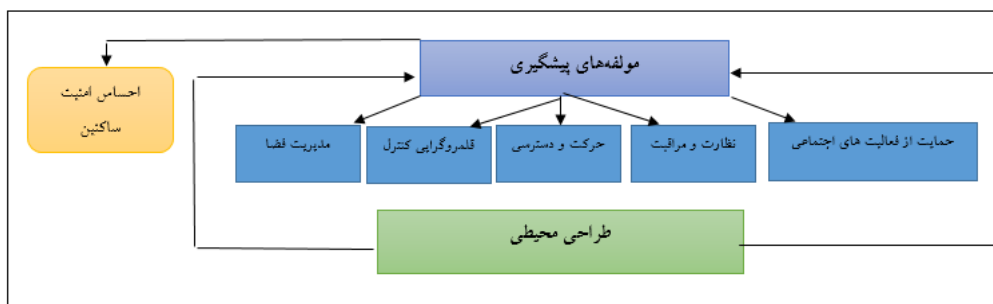 مولفه‌های پیشگیری
احساس امنیت
ساکنین
حمایت از فعالیت های اجتماعی
نظارت و مراقبت
حرکت و دسترسی
قلمروگرایی کنترل
مدیریت فضا
طراحی محیطی